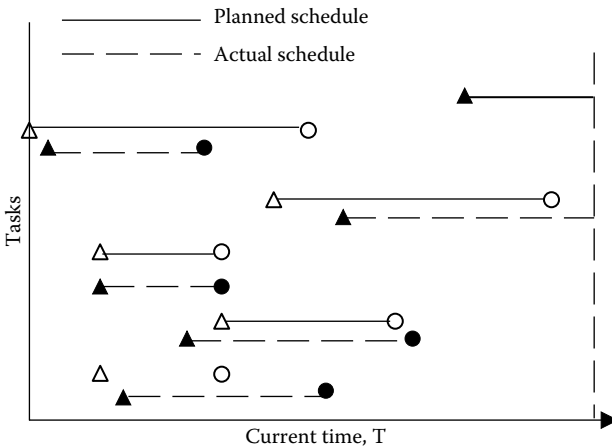 Planned schedule
Actual schedule
Tasks
Current time, T